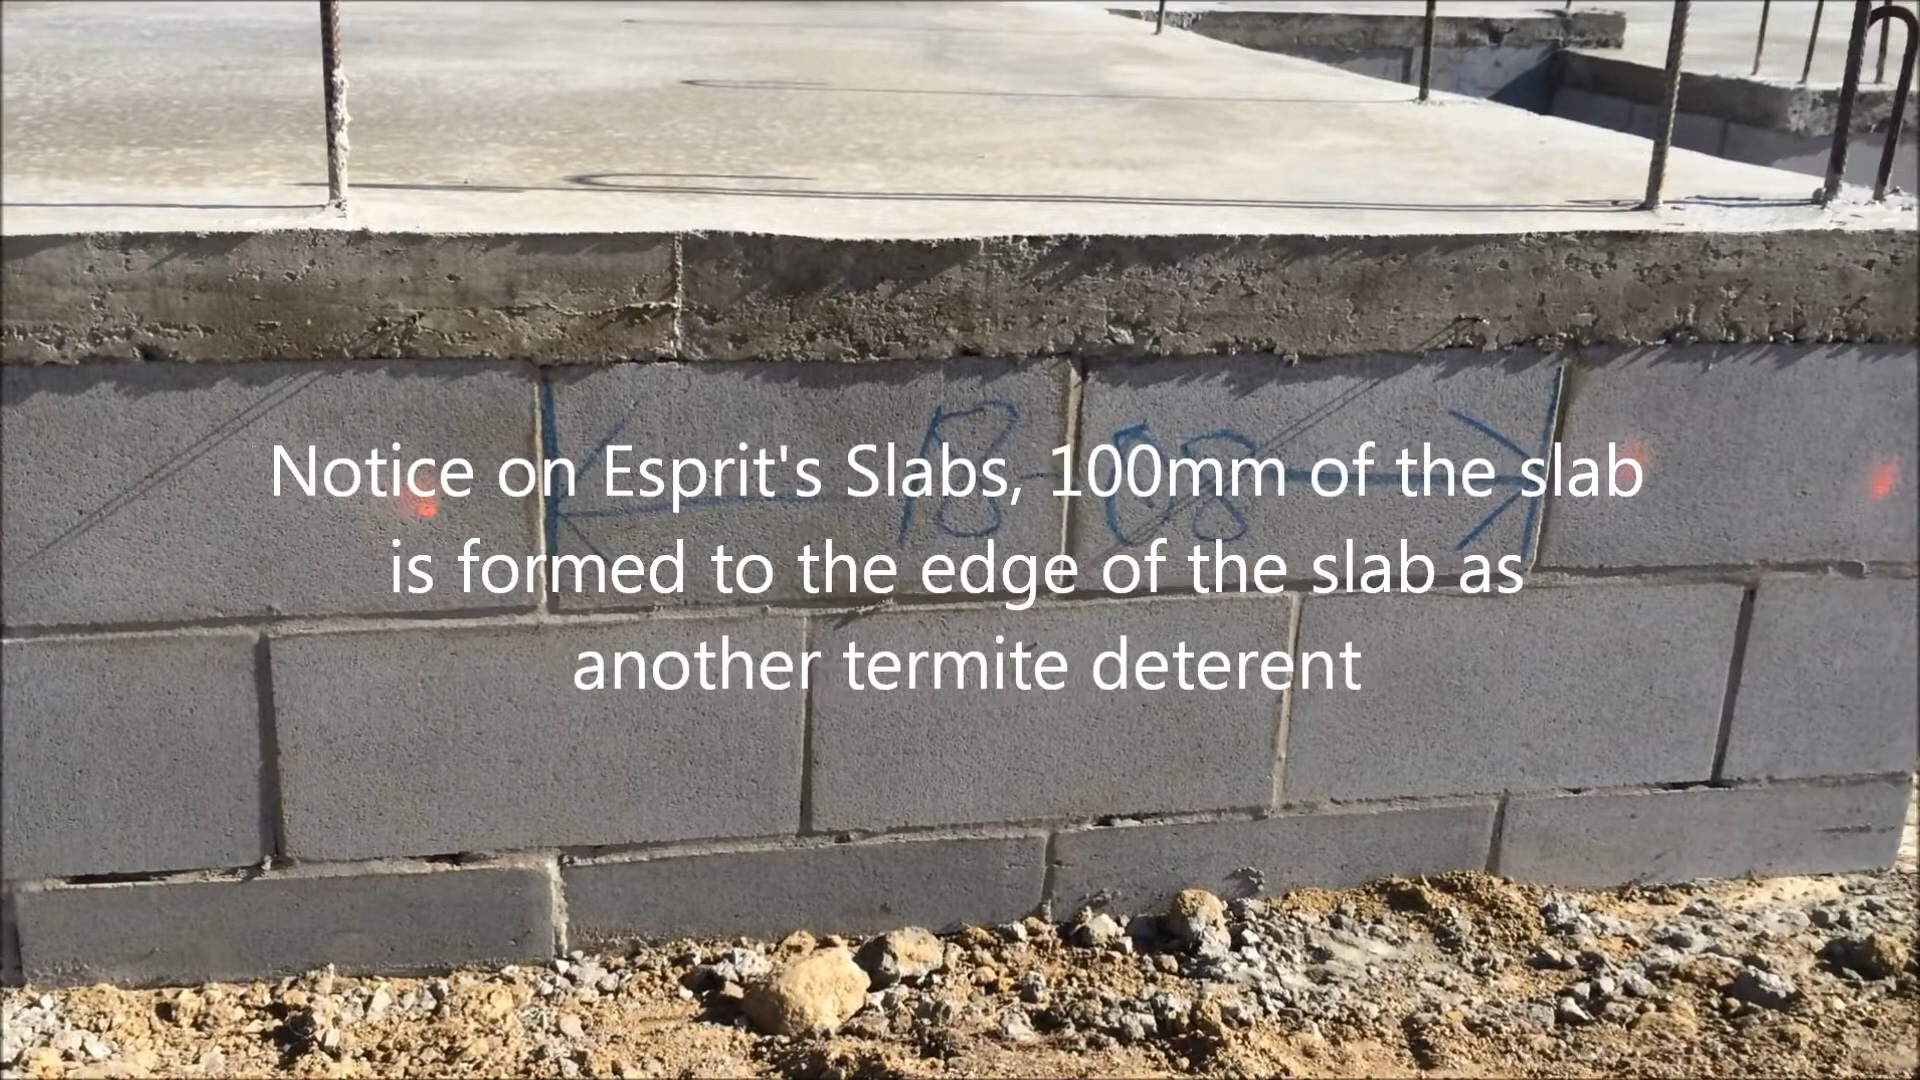 Notice on Esprit's Slabs, 100mm of the slab
is formed to the edge of the slab as
another termite deterent